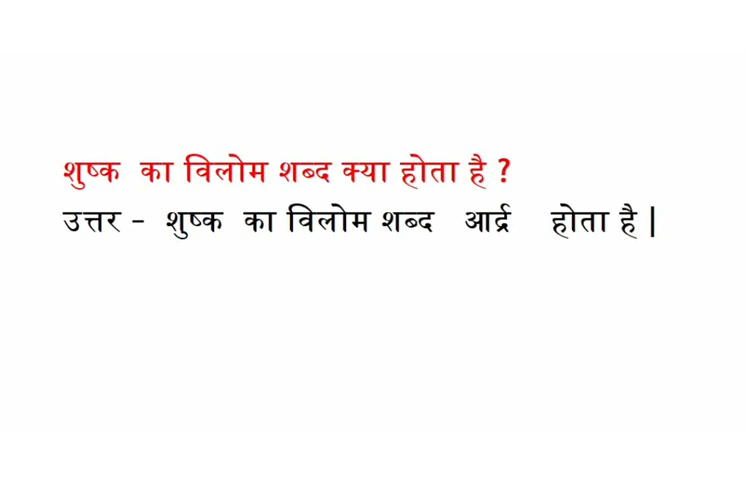 शुष्क का विलोम शब्द क्या होता है ?
उत्तर - शुष्क का विलोम शब्द आर्द्र होता है |